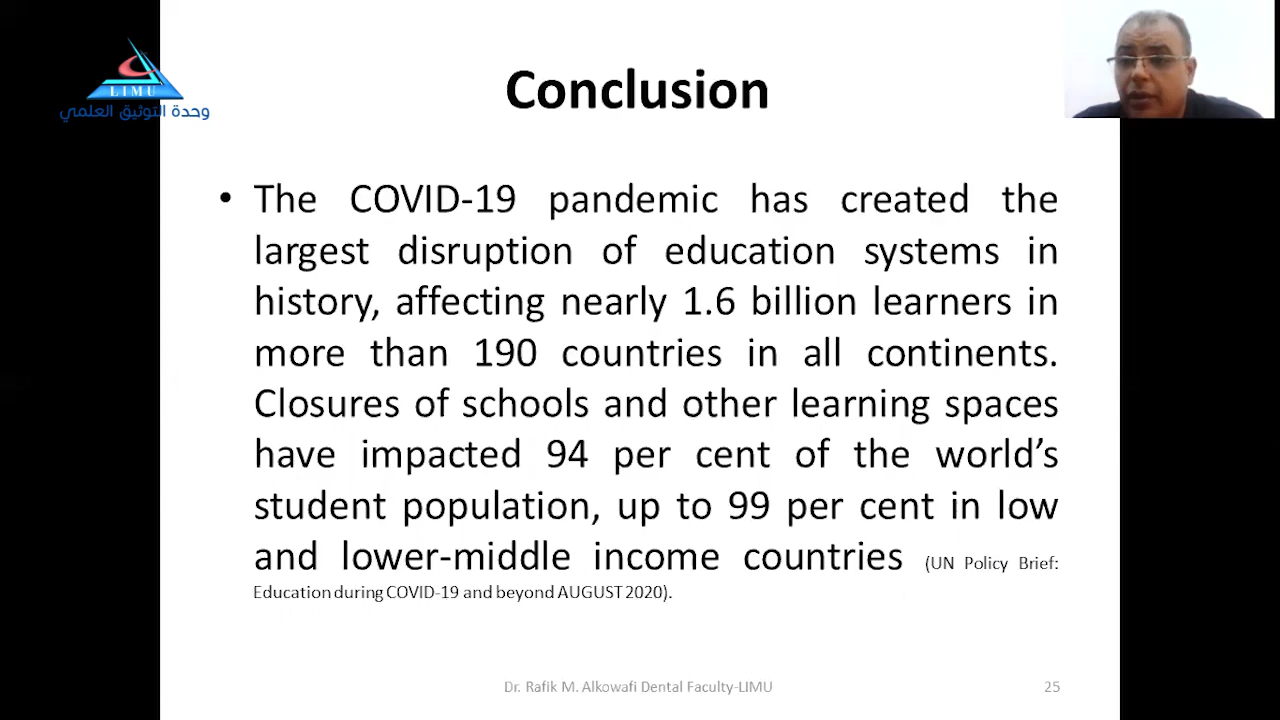 LIMU
وحدة التوثيق العلمي
Conclusion
• The COVID-19 pandemic has created the
largest disruption of education systems in
history, affecting nearly 1.6 billion learners in
more than 190 countries in all continents.
Closures of schools and other learning spaces
have impacted 94 per cent of the world’s
student population, up to 99 per cent in low
and lower-middle income countries (UN Policy Brief:
Education during COVID-19 and beyond AUGUST 2020).
Dr. Rafik M. Alkowafi Dental Faculty-LIMU
25